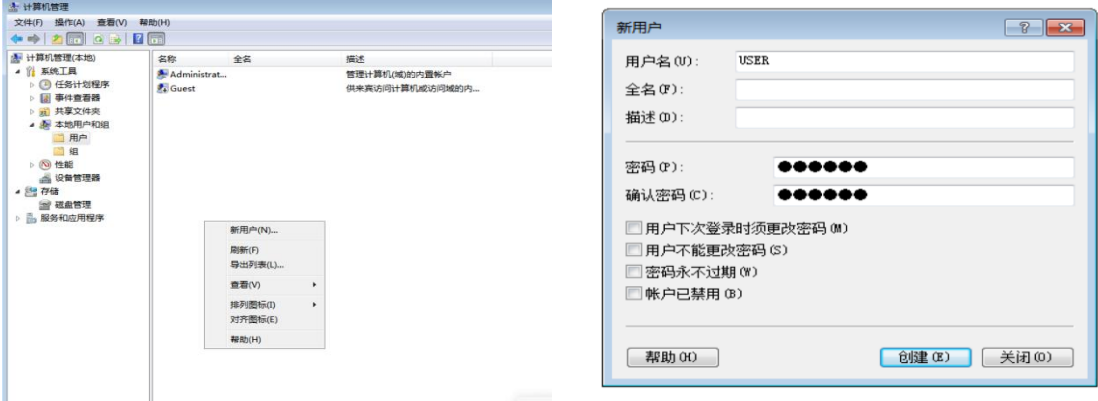 计算机管理
文件(F) 操作(A) 查看(V) 帮助(H)
计算机管理(本地)
系统工具
任务计划程序
事件查看器
共享文件夹
本地用户和组
用户
组
性能
设备管理器
存储
磁盘管理
服务和应用程序
名称 全名 描述
Administrat... 管理计算机(域)的内置帐户
Guest 供来宾访问计算机或访问域的内...
新用户(N)...
刷新(F)
导出列表(L)...
查看(V)
排列图标(I)
对齐图标(E)
帮助(H)
新用户
用户名(U): USER
全名(F):
描述(D):
密码(P): ●●●●●●
确认密码(C): ●●●●●●
用户下次登录时须更改密码(M)
用户不能更改密码(S)
密码永不过期(W)
帐户已禁用(B)
帮助(H) 创建(E) 关闭(O)